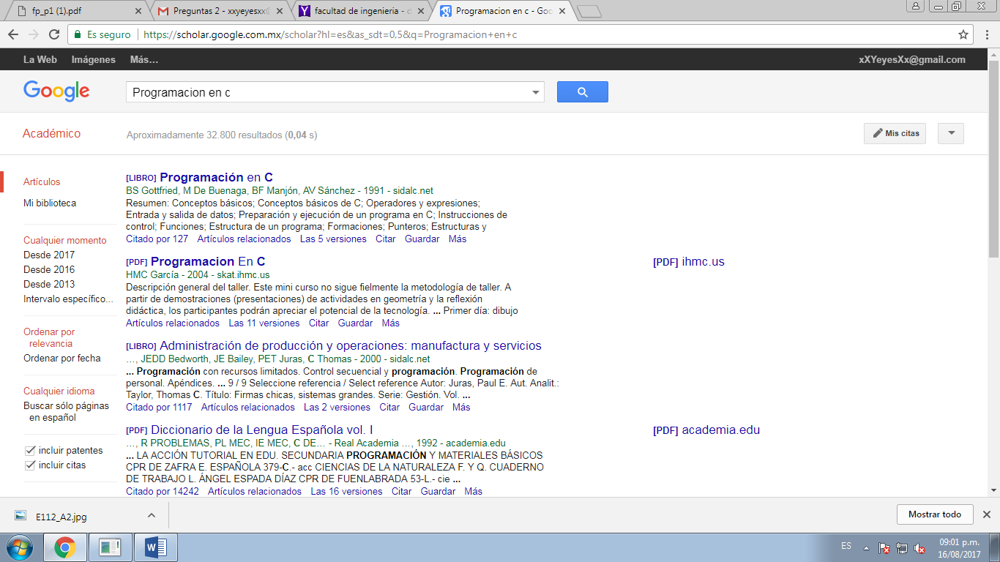 fp_p1 (1).pdf
Preguntas 2 - xxyeyesxx@
facultad de ingenieria - d
Programacion en c - Goo
Es seguro
https://scholar.google.com.mx/scholar?hl=es&as_sdt=0,5&q=Programacion+en+c
La Web Imágenes Más...
xXYeyesXx@gmail.com
Google
Programacion en c
Académico
Aproximadamente 32.800 resultados (0,04 s)
Mis citas
Artículos
Mi biblioteca
Cualquier momento
Desde 2017
Desde 2016
Desde 2013
Intervalo específico...
Ordenar por
relevancia
Ordenar por fecha
Cualquier idioma
Buscar sólo páginas
en español
incluir patentes
incluir citas
[LIBRO] Programación en C
BS Gottfried, M De Buenaga, BF Manjón, AV Sánchez - 1991 - sidalc.net
Resumen: Conceptos básicos; Conceptos básicos de C; Operadores y expresiones;
Entrada y salida de datos; Preparación y ejecución de un programa en C; Instrucciones de
control; Funciones; Estructura de un programa; Formaciones; Punteros; Estructuras y
Citado por 127 Artículos relacionados Las 5 versiones Citar Guardar Más
[PDF] Programacion En C
HMC García - 2004 - skat.ihmc.us
Descripción general del taller. Este mini curso no sigue fielmente la metodología de taller. A
partir de demostraciones (presentaciones) de actividades en geometría y la reflexión
didáctica, los participantes podrán apreciar el potencial de la tecnología. ... Primer día: dibujo
Artículos relacionados Las 11 versiones Citar Guardar Más
[PDF] ihmc.us
[LIBRO] Administración de producción y operaciones: manufactura y servicios
..., JEDD Bedworth, JE Bailey, PET Juras, C Thomas - 2000 - sidalc.net
... Programación con recursos limitados. Control secuencial y programación. Programación de
personal. Apéndices. ... 9 / 9 Seleccione referencia / Select reference Autor: Juras, Paul E. Aut. Analit.:
Taylor, Thomas C. Título: Firmas chicas, sistemas grandes. Serie: Gestión. Vol. ...
Citado por 1117 Artículos relacionados Las 2 versiones Citar Guardar Más
[PDF] Diccionario de la Lengua Española vol. I
..., R PROBLEMAS, PL MEC, IE MEC, C DE... - Real Academia ..., 1992 - academia.edu
... LA ACCIÓN TUTORIAL EN EDU. SECUNDARIA PROGRAMACIÓN Y MATERIALES BÁSICOS
CPR DE ZAFRA E. ESPAÑOLA 379-C.- acc CIENCIAS DE LA NATURALEZA F. Y Q. CUADERNO
DE TRABAJO L. ÁNGEL ESPADA DÍAZ CPR DE FUENLABRADA 53-L.- cie ...
Citado por 14242 Artículos relacionados Las 16 versiones Citar Guardar Más
[PDF] academia.edu
E112_A2.jpg
Mostrar todo
ES
09:01 p.m.
16/08/2017